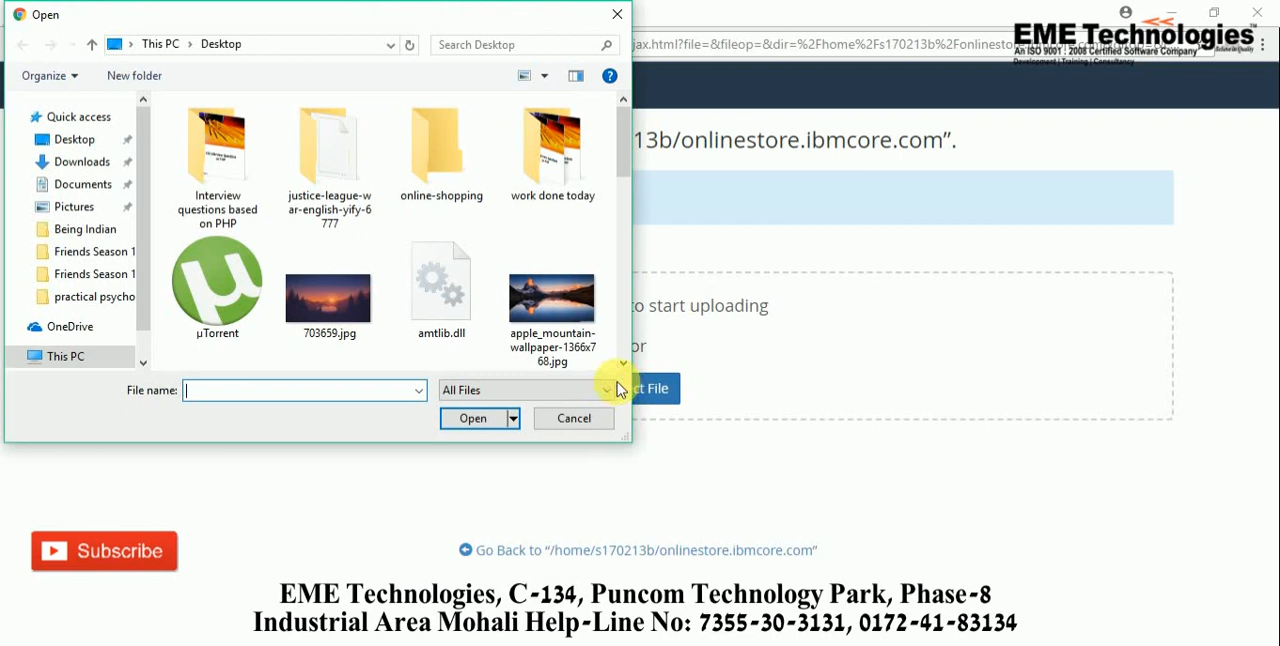 Open
EME Technologies
An ISO 9001 : 2008 Certified Software Company
Development | Training | Consultancy
This PC
Desktop
Search Desktop
jax.html?file=&fileop=&dir=%2Fhome%2Fs170213b%2Fonlinestore
Organize
New folder
Quick access
Desktop
Downloads
Documents
Pictures
Being Indian
Friends Season 1
Friends Season 1
practical psycho
OneDrive
This PC
Interview
questions based
on PHP
justice-league-w
ar-english-yify-6
777
online-shopping
work done today
µTorrent
703659.jpg
amtlib.dll
apple_mountain-
wallpaper-1366x7
68.jpg
File name:
All Files
Open
Cancel
13b/onlinestore.ibmcore.com”.
to start uploading
or
ct File
Subscribe
Go Back to “/home/s170213b/onlinestore.ibmcore.com”
EME Technologies, C-134, Puncom Technology Park, Phase-8
Industrial Area Mohali Help-Line No: 7355-30-3131, 0172-41-83134